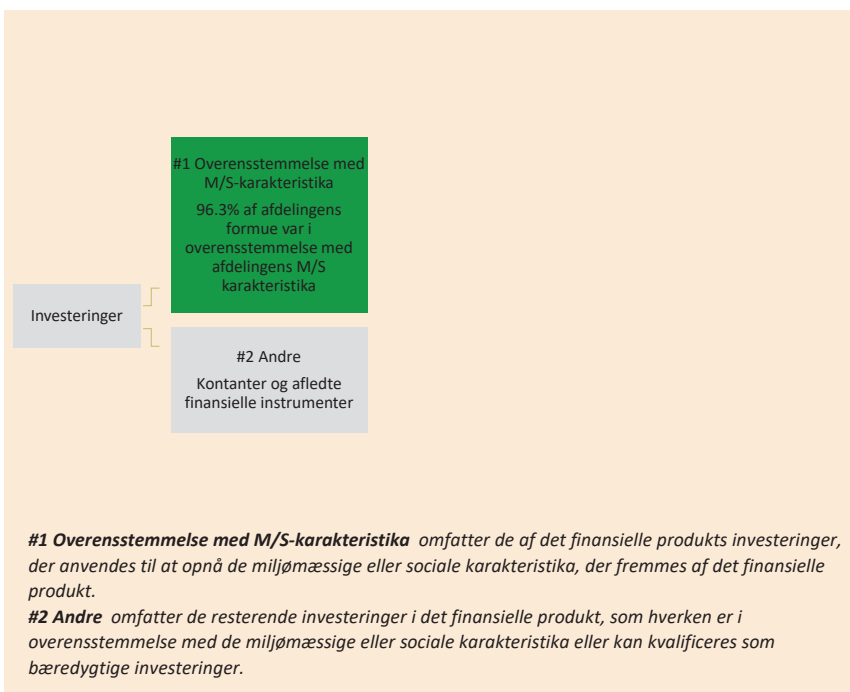 #1 Overensstemmelse med
M/S-karakteristika
96.3% af afdelingens
formue var i
overensstemmelse med
afdelingens M/S
karakteristika
Investeringer
#2 Andre
Kontanter og afledte
finansielle instrumenter
#1 Overensstemmelse med M/S-karakteristika omfatter de af det finansielle produkts investeringer,
der anvendes til at opnå de miljømæssige eller sociale karakteristika, der fremmes af det finansielle
produkt.
#2 Andre omfatter de resterende investeringer i det finansielle produkt, som hverken er i
overensstemmelse med de miljømæssige eller sociale karakteristika eller kan kvalificeres som
bæredygtige investeringer.